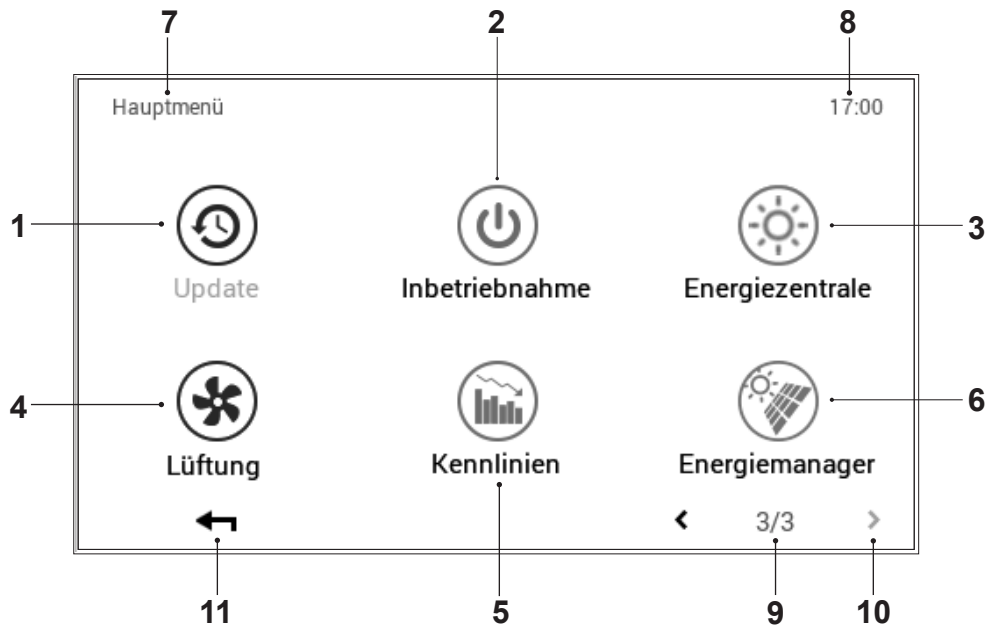 7 2 8
Hauptmenü 17:00
1 3
Update Inbetriebnahme Energiezentrale
4 6
Lüftung Kennlinien Energiemanager
3/3
11 5 9 10